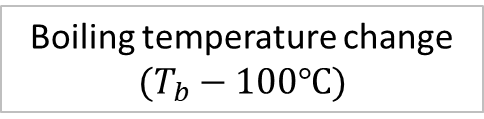 Boiling temperature change
(T_b − 100°C)